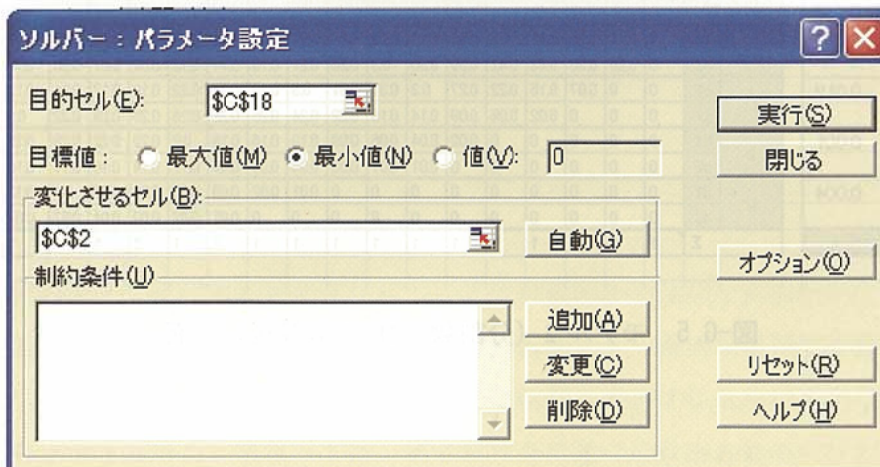 ソルバー：パラメータ設定
目的セル(E): $C$18
実行(S)
目標値： 最大値(M) 最小値(N) 値(V): 0
閉じる
変化させるセル(B):
$C$2
自動(G)
オプション(O)
制約条件(U)
追加(A)
変更(C)
リセット(R)
削除(D)
ヘルプ(H)